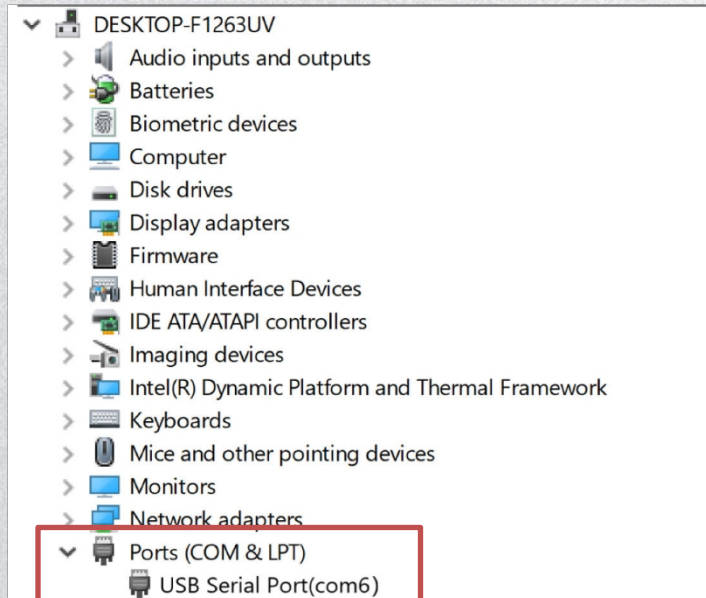 DESKTOP-F1263UV
Audio inputs and outputs
Batteries
Biometric devices
Computer
Disk drives
Display adapters
Firmware
Human Interface Devices
IDE ATA/ATAPI controllers
Imaging devices
Intel(R) Dynamic Platform and Thermal Framework
Keyboards
Mice and other pointing devices
Monitors
Network adapters
Ports (COM & LPT)
USB Serial Port(com6)